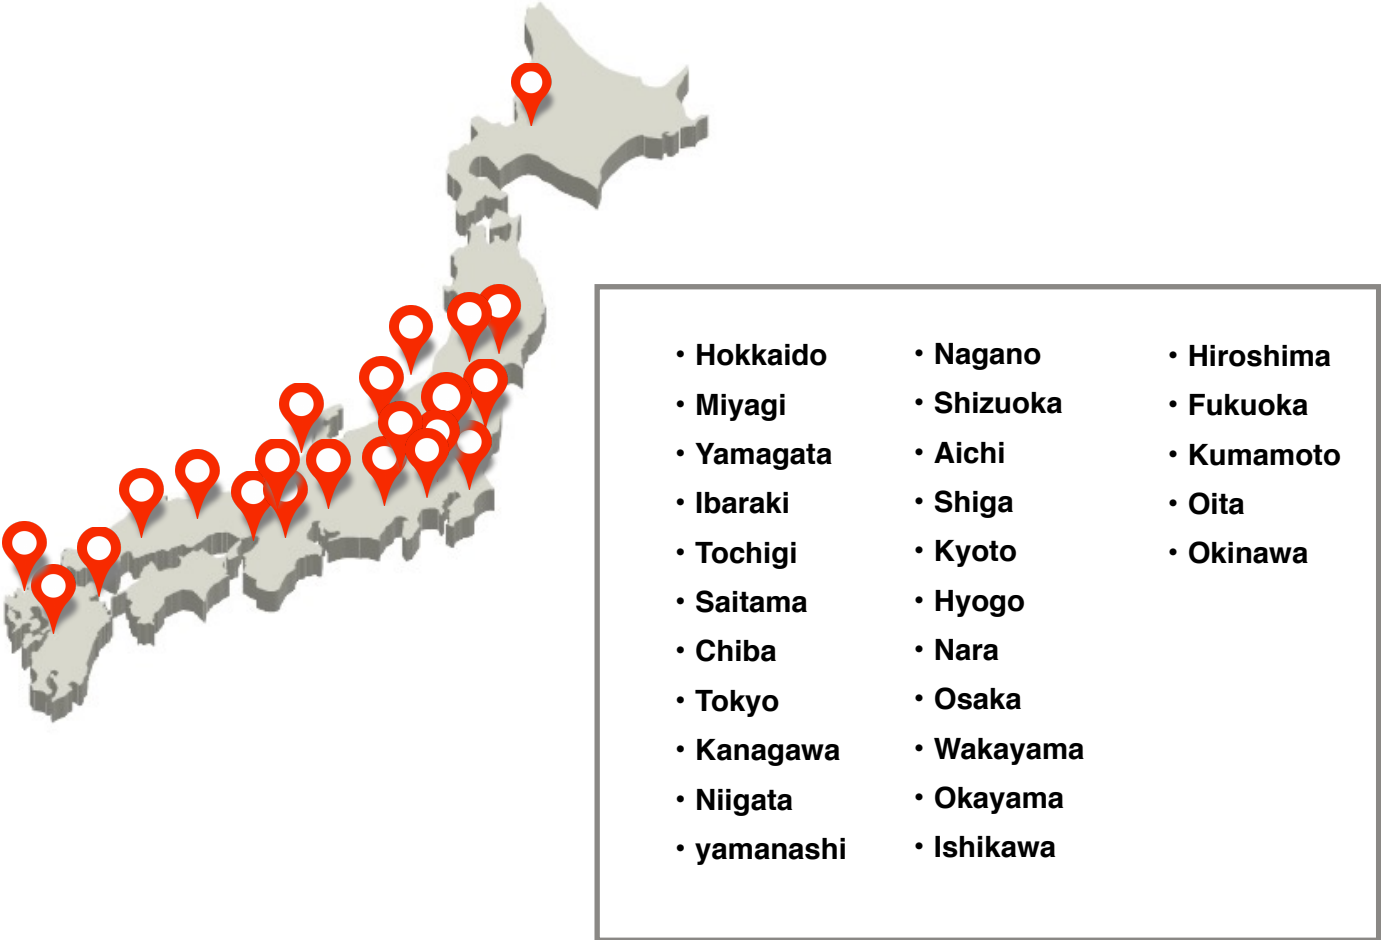 ・Hokkaido
・Miyagi
・Yamagata
・Ibaraki
・Tochigi
・Saitama
・Chiba
・Tokyo
・Kanagawa
・Niigata
・yamanashi
・Nagano
・Shizuoka
・Aichi
・Shiga
・Kyoto
・Hyogo
・Nara
・Osaka
・Wakayama
・Okayama
・Ishikawa
・Hiroshima
・Fukuoka
・Kumamoto
・Oita
・Okinawa